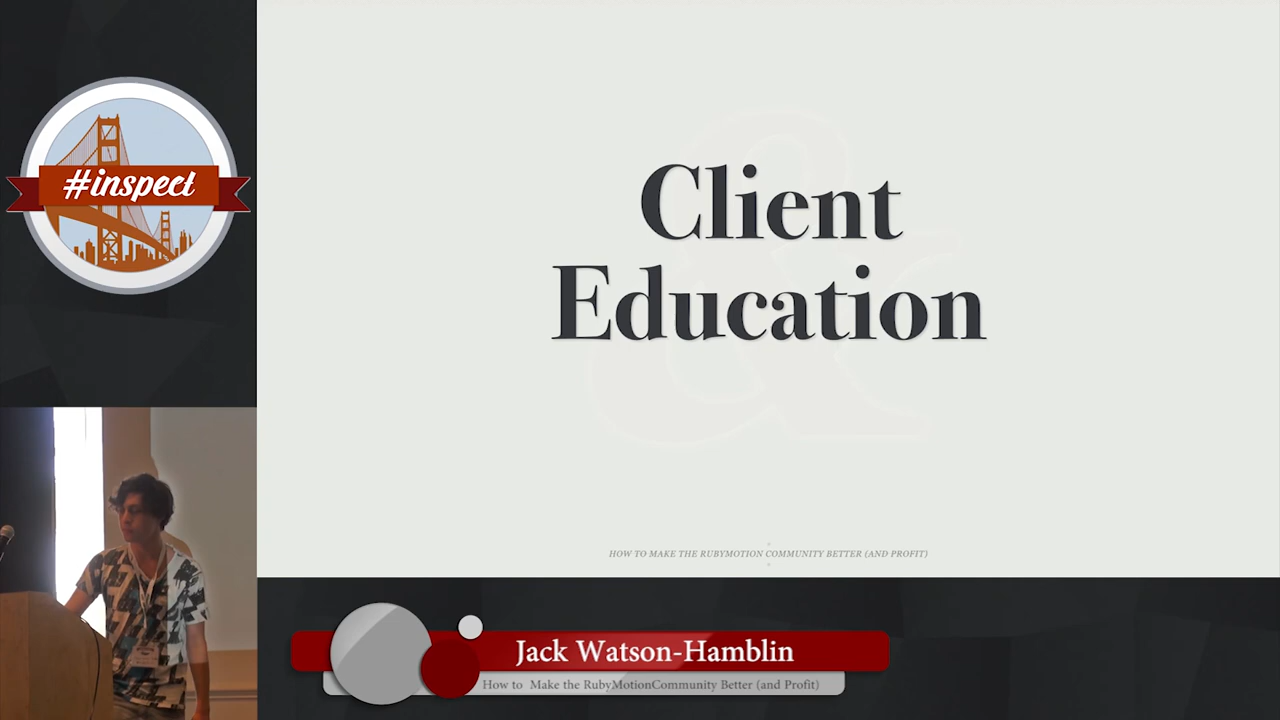 #inspect
Client
Education
HOW TO MAKE THE RUBYMOTION COMMUNITY BETTER (AND PROFIT)
Jack Watson-Hamblin
How to Make the RubyMotionCommunity Better (and Profit)